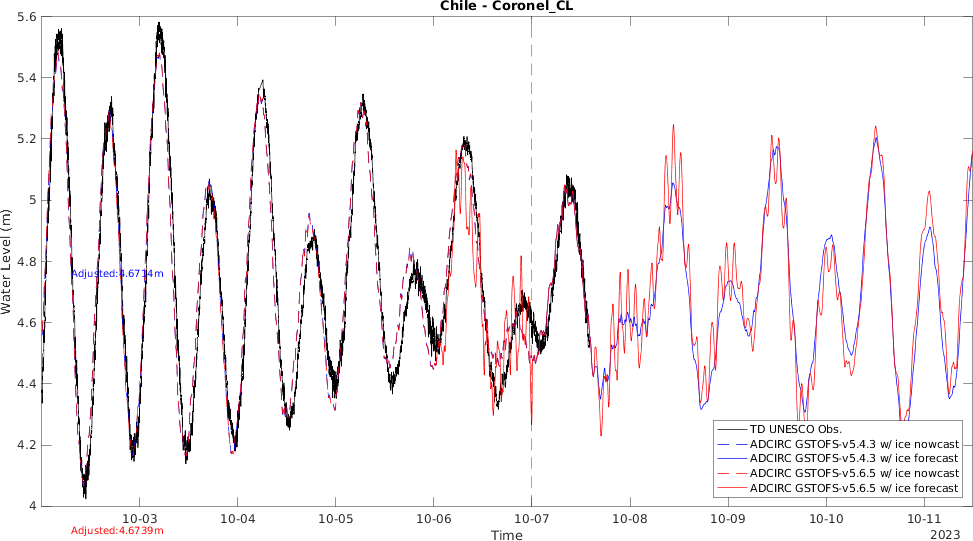 Chile - Coronel_CL
5.6
5.4
5.2
5
4.8
4.6
4.4
4.2
4
Water Level (m)
Adjusted:4.6714m
Adjusted:4.6739m
TD UNESCO Obs.
ADCIRC GSTOFS-v5.4.3 w/ ice nowcast
ADCIRC GSTOFS-v5.4.3 w/ ice forecast
ADCIRC GSTOFS-v5.6.5 w/ ice nowcast
ADCIRC GSTOFS-v5.6.5 w/ ice forecast
10-03 10-04 10-05 10-06 10-07 10-08 10-09 10-10 10-11
Time
2023